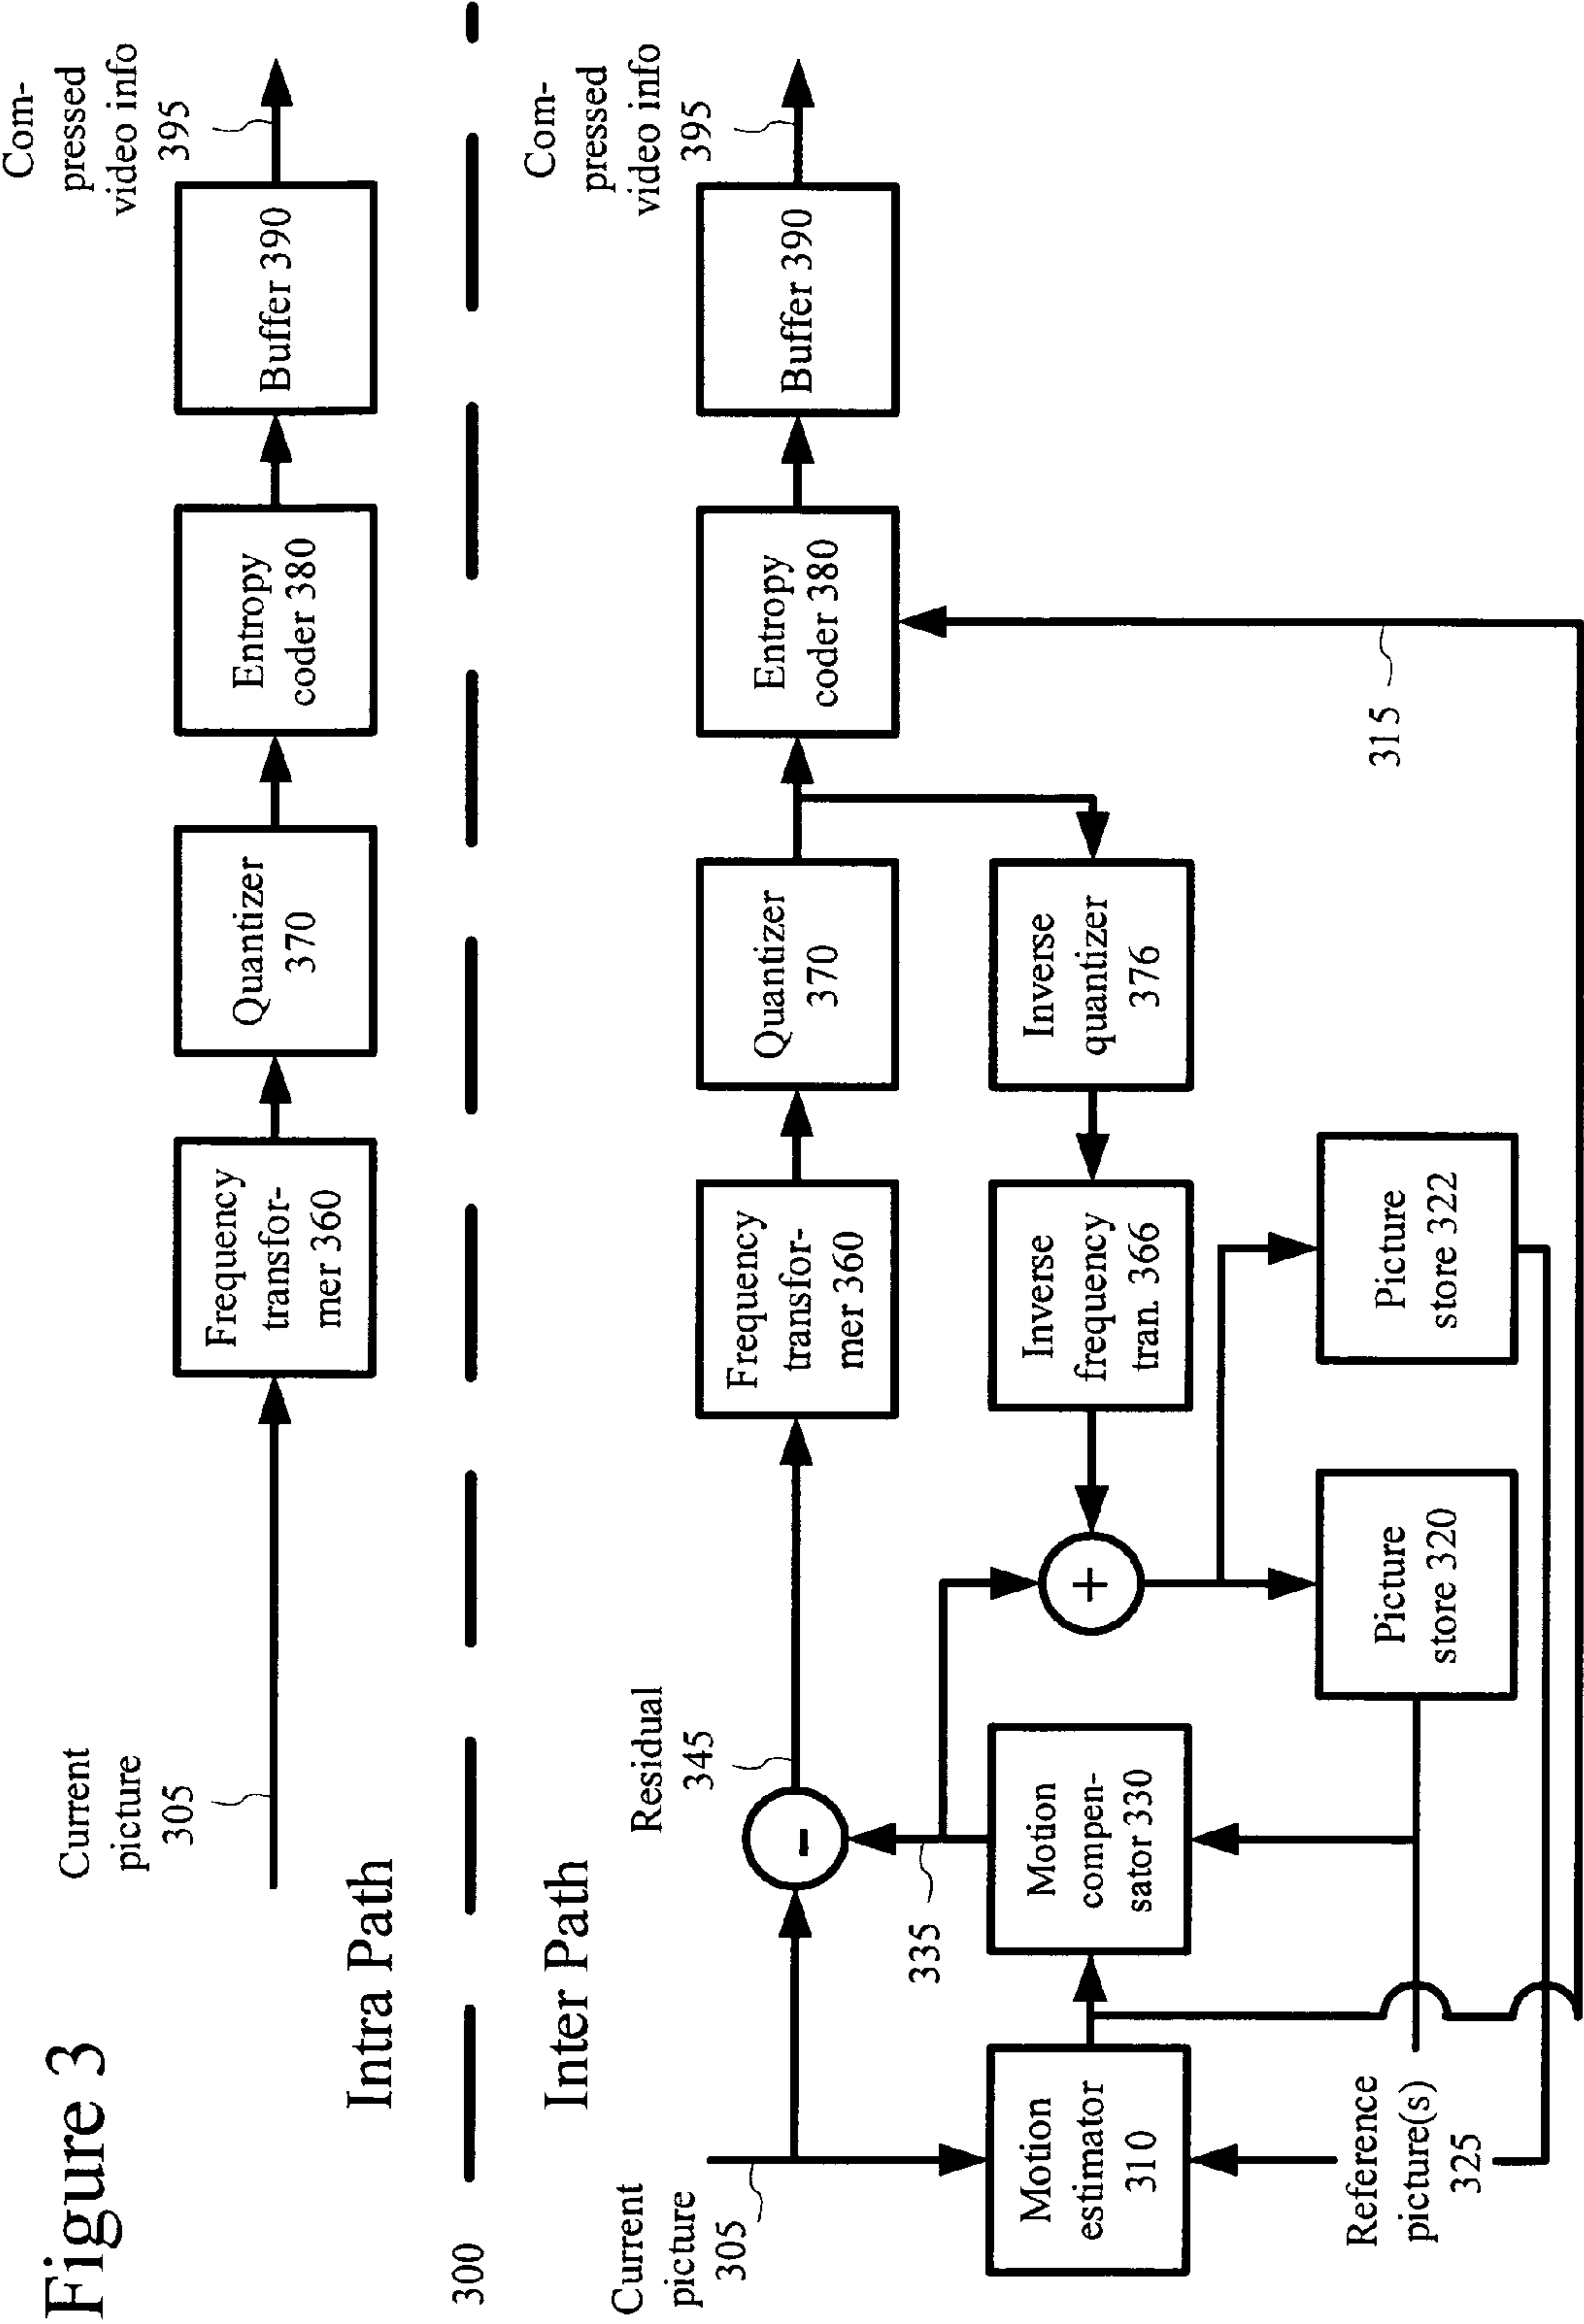 Figure 3
Current
picture
305
Frequency
transfor-
mer 360
Quantizer
370
Entropy
coder 380
Buffer 390
Com-
pressed
video info
395
Intra Path
300
Inter Path
Current
picture
305
Residual
345
Frequency
transfor-
mer 360
Quantizer
370
Entropy
coder 380
Buffer 390
Com-
pressed
video info
395
-
335
Motion
estimator
310
Motion
compen-
sator 330
+
Inverse
frequency
tran. 366
Inverse
quantizer
376
Reference
picture(s)
325
Picture
store 320
Picture
store 322
315